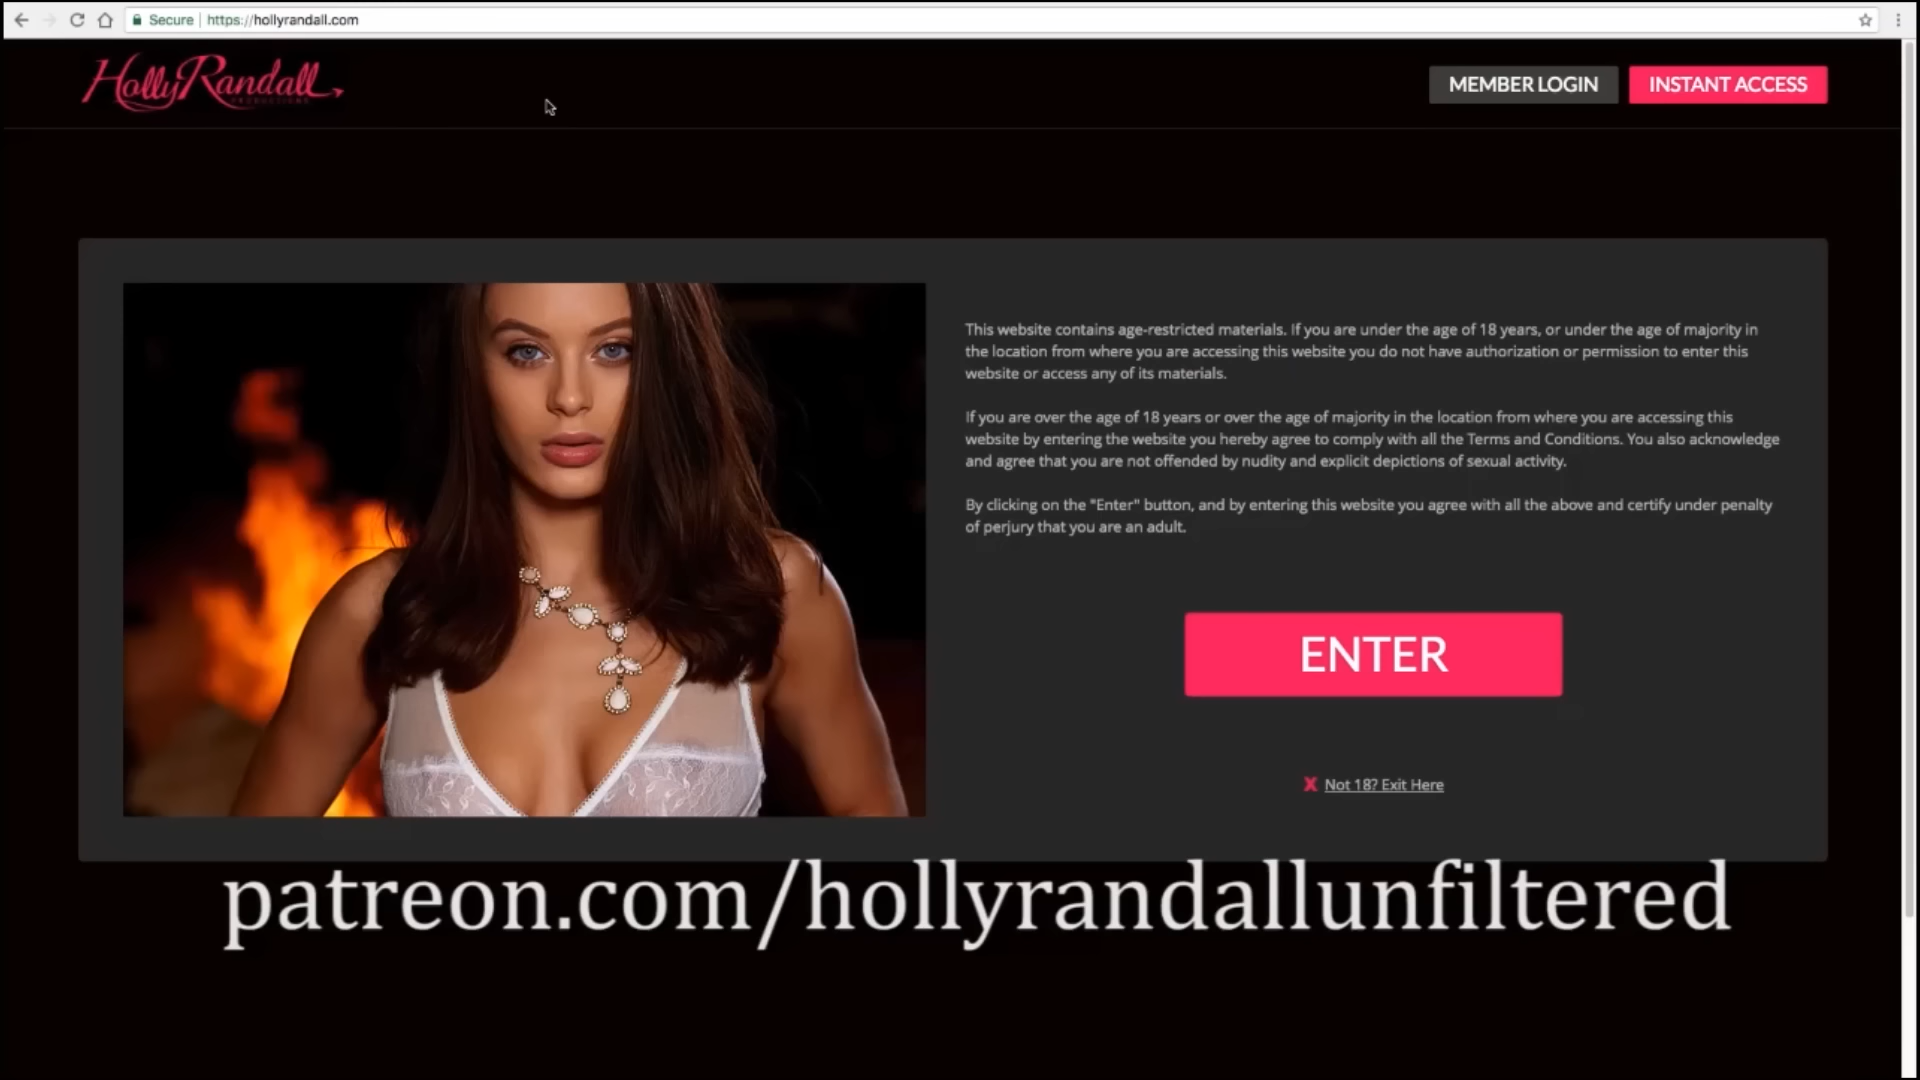 Secure | https://hollyrandall.com
HollyRandall
PRODUCTIONS
MEMBER LOGIN
INSTANT ACCESS
This website contains age-restricted materials. If you are under the age of 18 years, or under the age of majority in
the location from where you are accessing this website you do not have authorization or permission to enter this
website or access any of its materials.
If you are over the age of 18 years or over the age of majority in the location from where you are accessing this
website by entering the website you hereby agree to comply with all the Terms and Conditions. You also acknowledge
and agree that you are not offended by nudity and explicit depictions of sexual activity.
By clicking on the "Enter" button, and by entering this website you agree with all the above and certify under penalty
of perjury that you are an adult.
ENTER
X Not 18? Exit Here
patreon.com/hollyrandallunfiltered